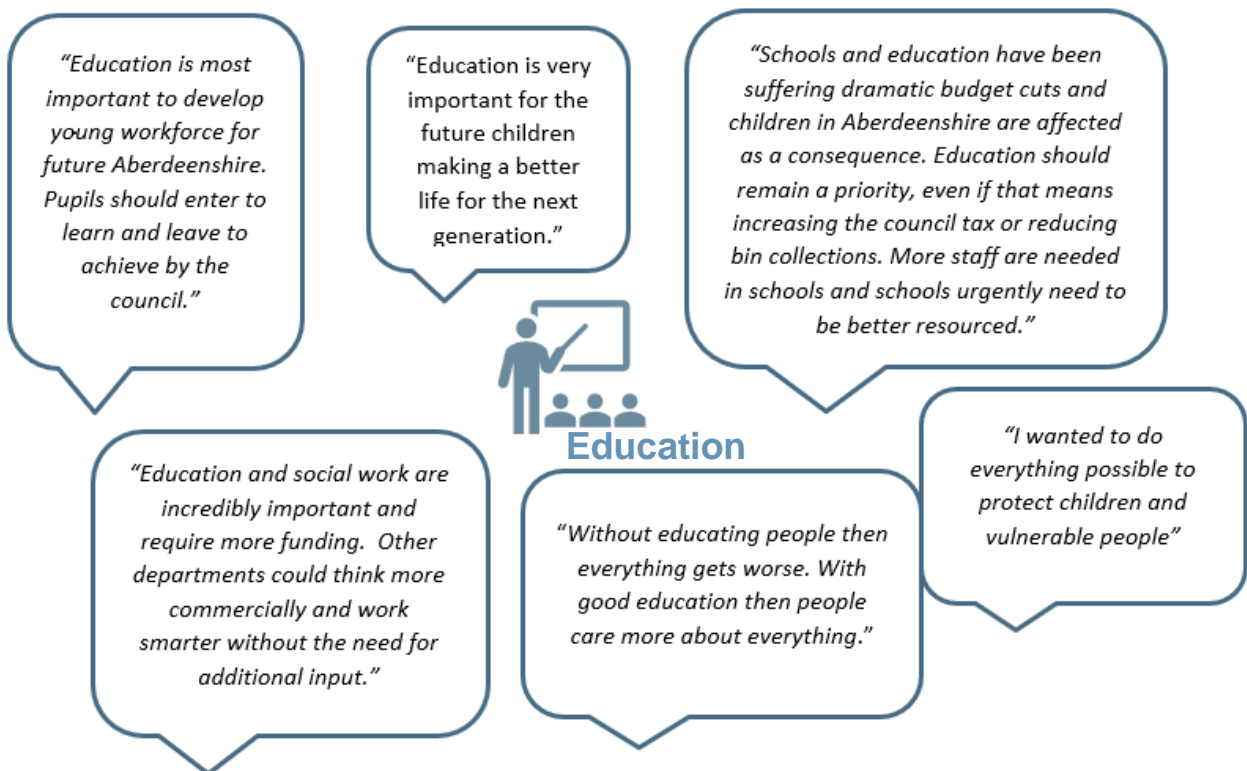 “Education is most
important to develop
young workforce for
future Aberdeenshire.
Pupils should enter to
learn and leave to
achieve by the
council.”
“Education is very
important for the
future children
making a better
life for the next
generation.”
“Schools and education have been
suffering dramatic budget cuts and
children in Aberdeenshire are affected
as a consequence. Education should
remain a priority, even if that means
increasing the council tax or reducing
bin collections. More staff are needed
in schools and schools urgently need to
be better resourced.”
Education
“Education and social work are
incredibly important and
require more funding.  Other
departments could think more
commercially and work
smarter without the need for
additional input.”
“Without educating people then
everything gets worse. With
good education then people
care more about everything.”
“I wanted to do
everything possible to
protect children and
vulnerable people”